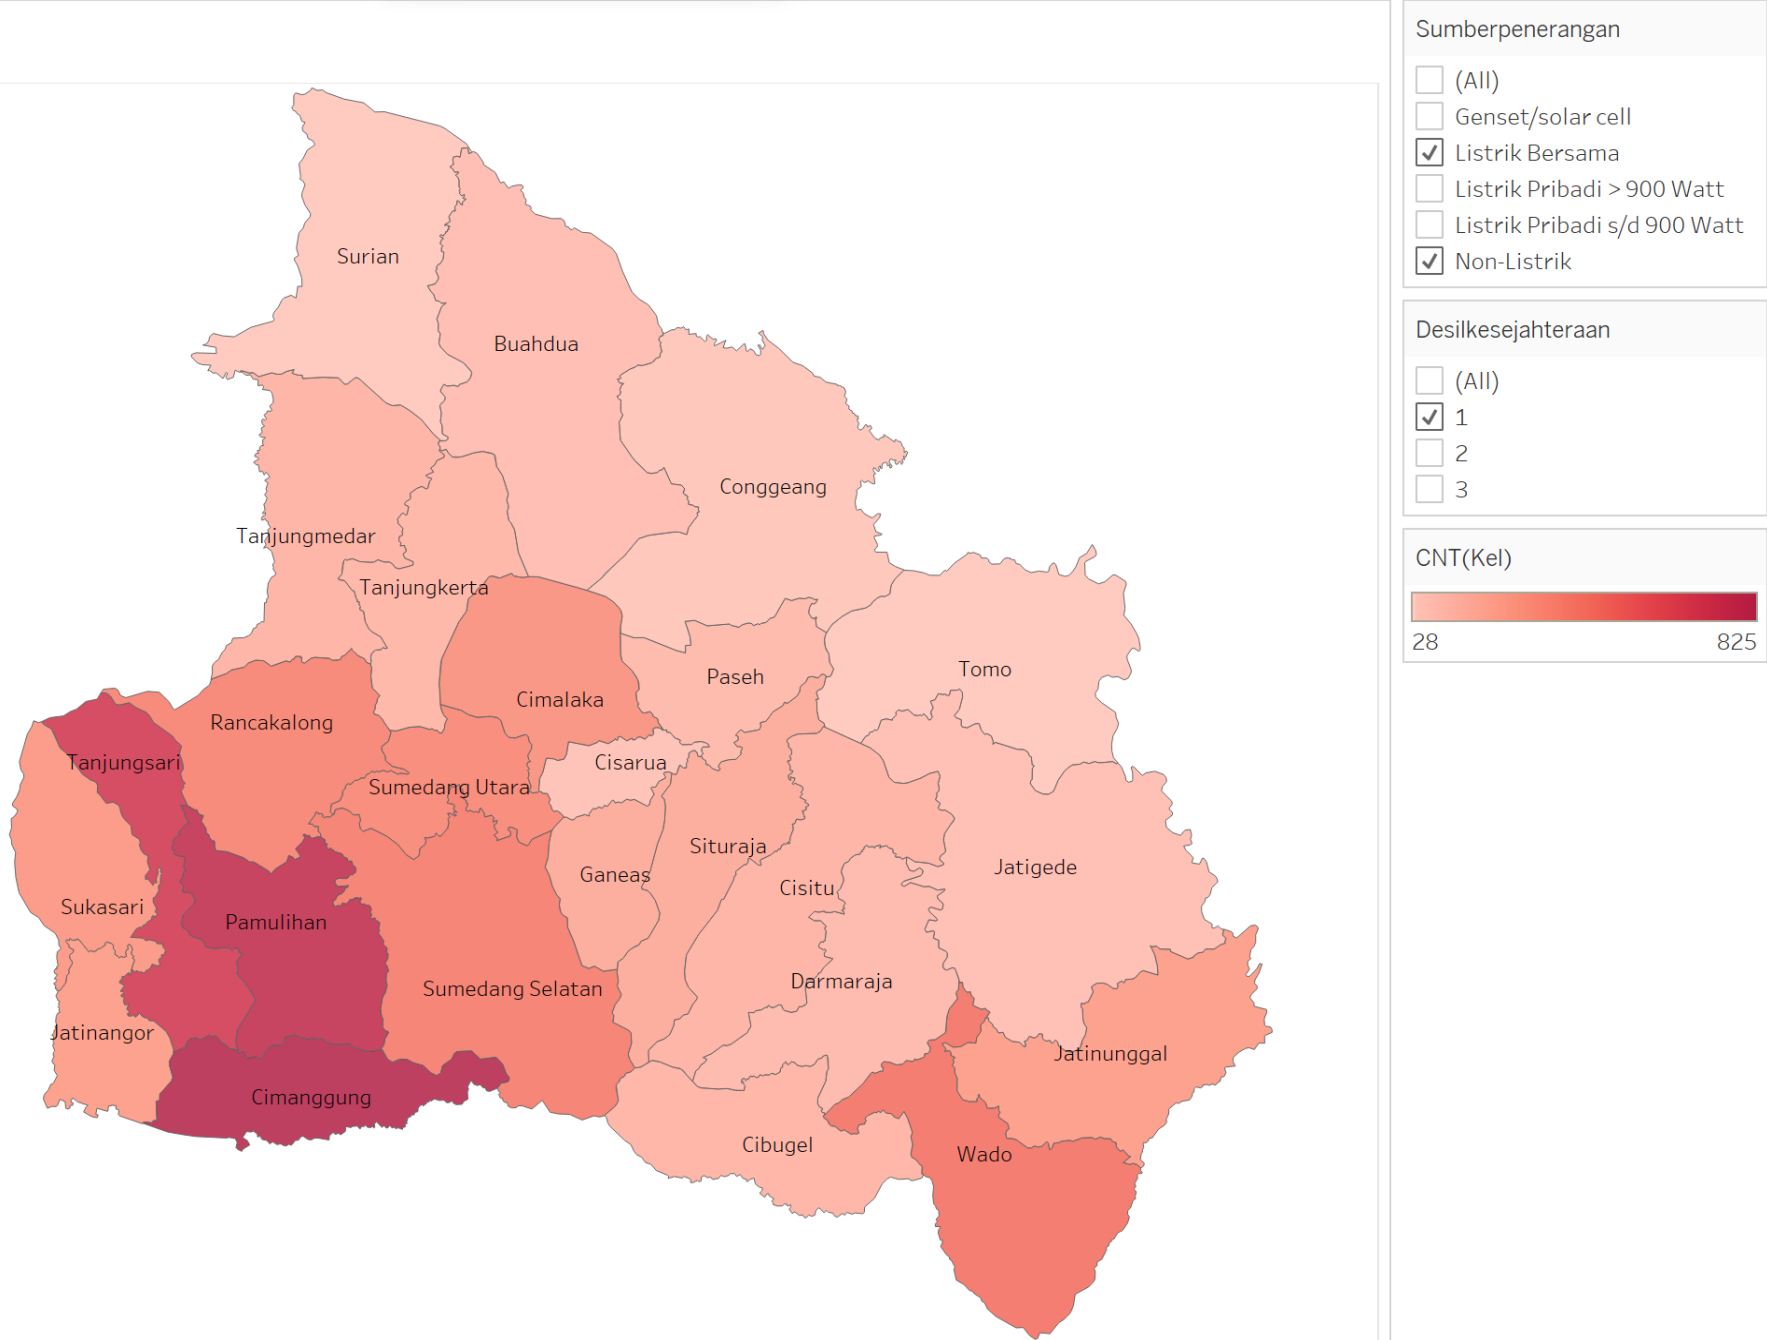 Surian
Buahdua
Conggeang
Tanjungmedar
Tanjungkerta
Tomo
Paseh
Cimalaka
Rancakalong
Tanjungsari
Cisarua
Sumedang Utara
Situraja
Jatigede
Ganeas
Cisitu
Sukasari
Pamulihan
Darmaraja
Sumedang Selatan
Jatinangor
Jatinunggal
Cimanggung
Cibugel
Wado
Sumberpenerangan
(All)
Genset/solar cell
Listrik Bersama
Listrik Pribadi > 900 Watt
Listrik Pribadi s/d 900 Watt
Non-Listrik
Desilkesejahteraan
(All)
1
2
3
CNT(Kel)
28 825